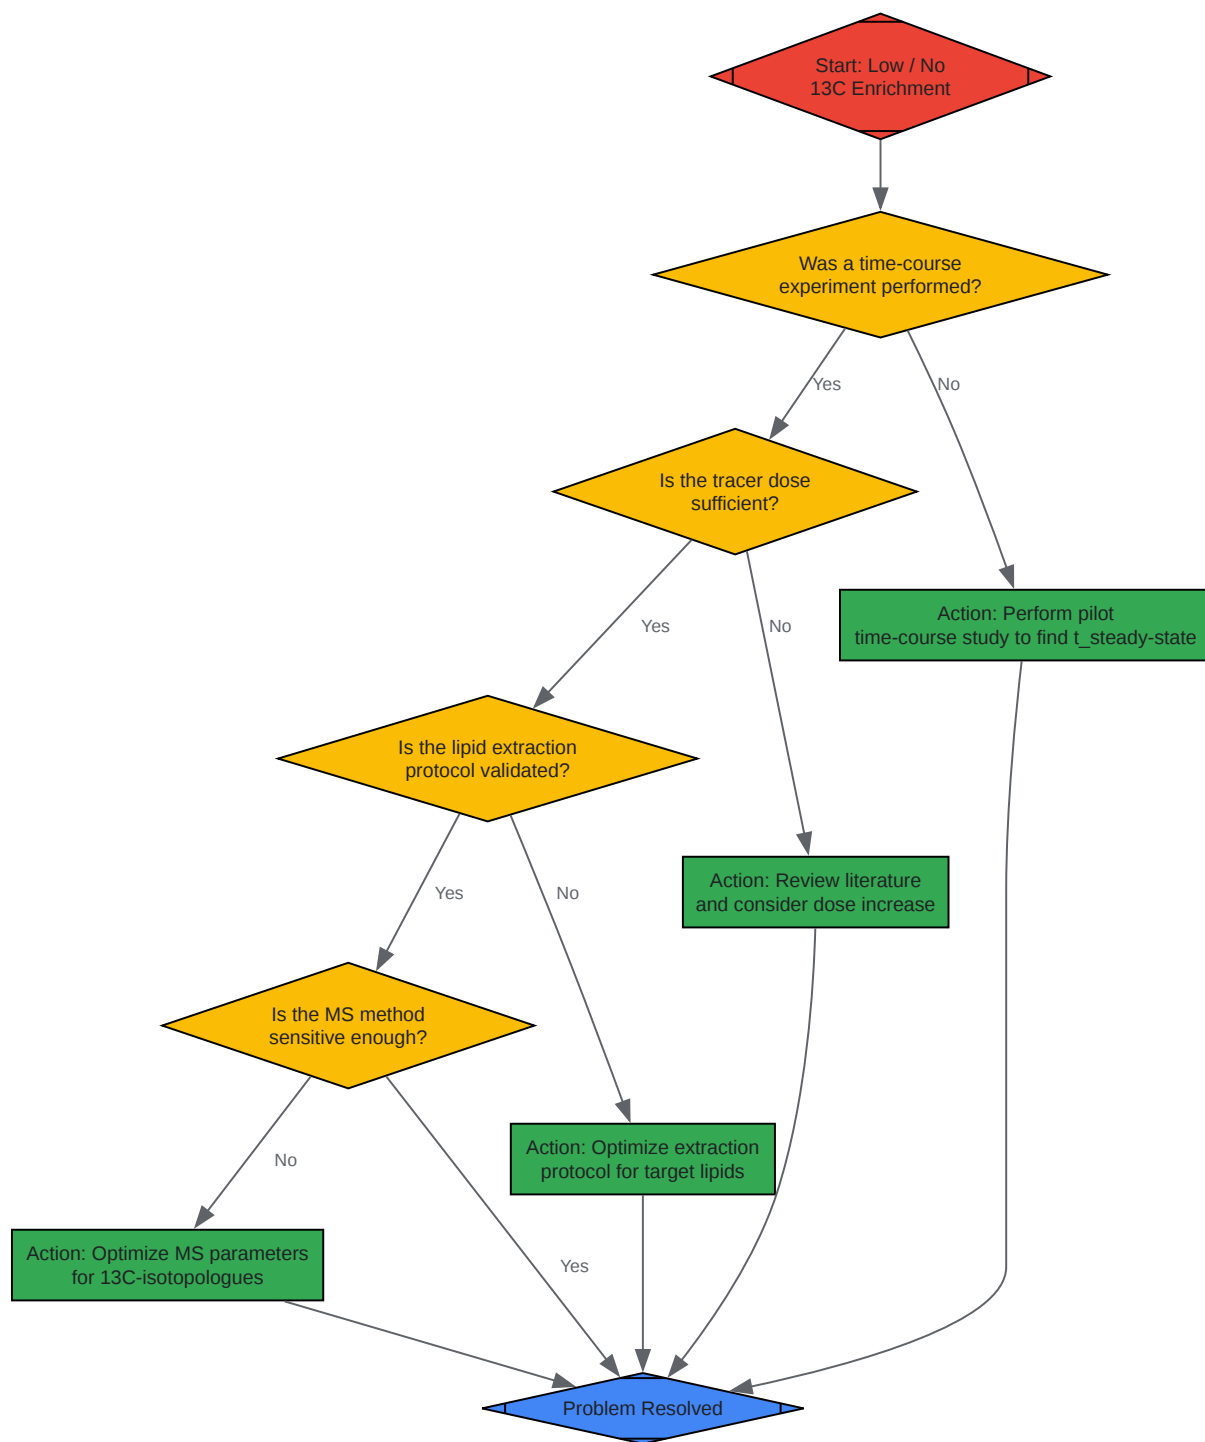 Start: Low / No
13C Enrichment
Was a time-course
experiment performed?
Yes
No
Is the tracer dose
sufficient?
Action: Perform pilot
time-course study to find t_steady-state
Yes
No
Is the lipid extraction
protocol validated?
Action: Review literature
and consider dose increase
Yes
No
Is the MS method
sensitive enough?
Action: Optimize extraction
protocol for target lipids
No
Yes
Action: Optimize MS parameters
for 13C-isotopologues
Problem Resolved